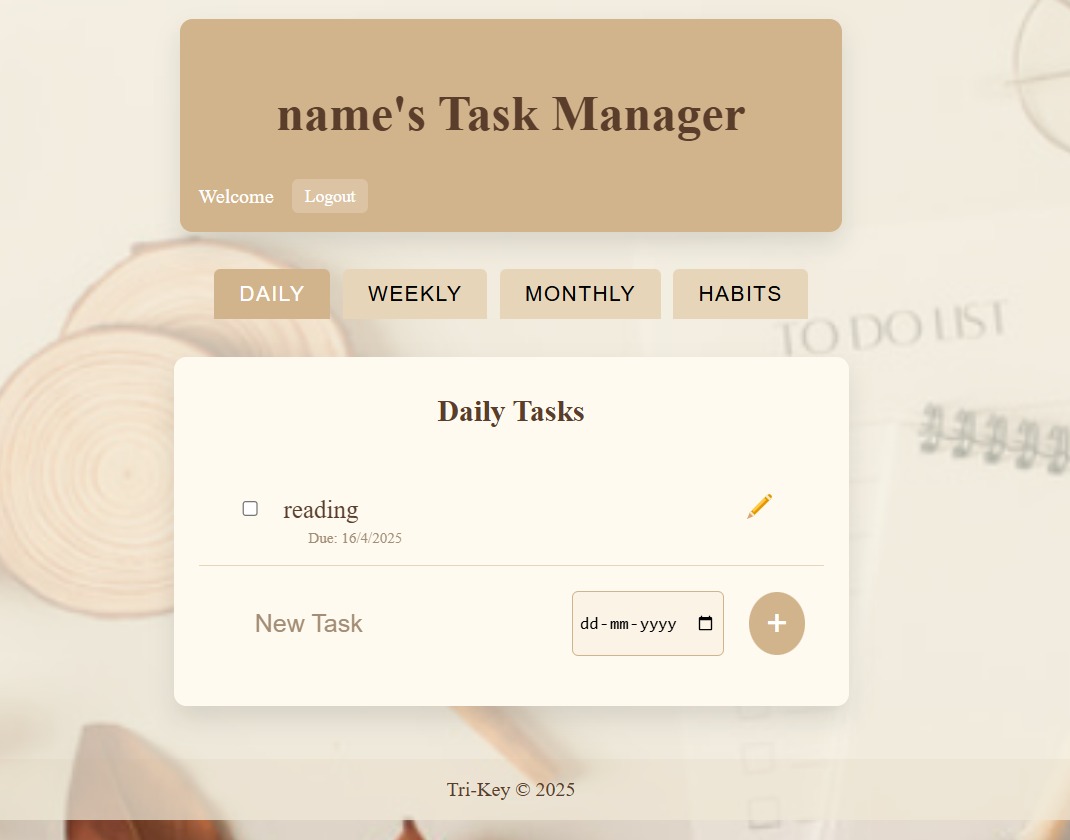 name's Task Manager
Welcome Logout
DAILY WEEKLY MONTHLY HABITS
TO DO LIST
Daily Tasks
reading
Due: 16/4/2025
New Task dd-mm-yyyy +
Tri-Key © 2025